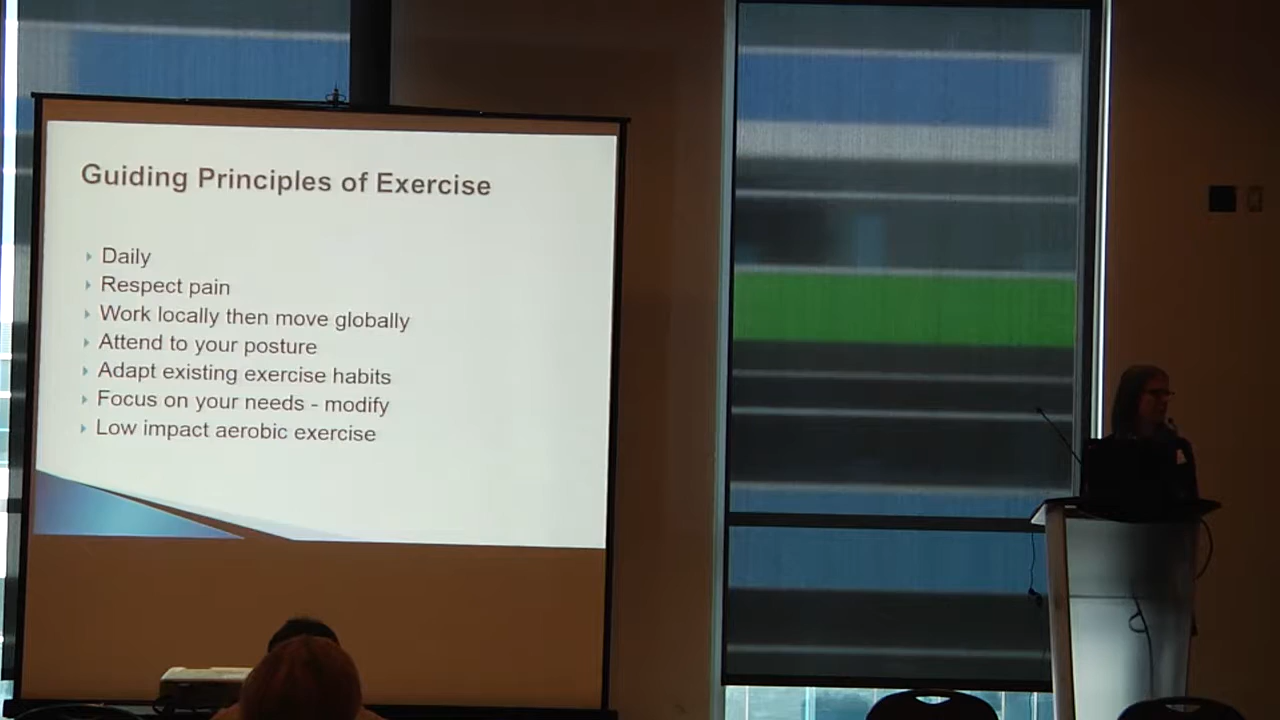 Guiding Principles of Exercise
Daily
Respect pain
Work locally then move globally
Attend to your posture
Adapt existing exercise habits
Focus on your needs - modify
Low impact aerobic exercise